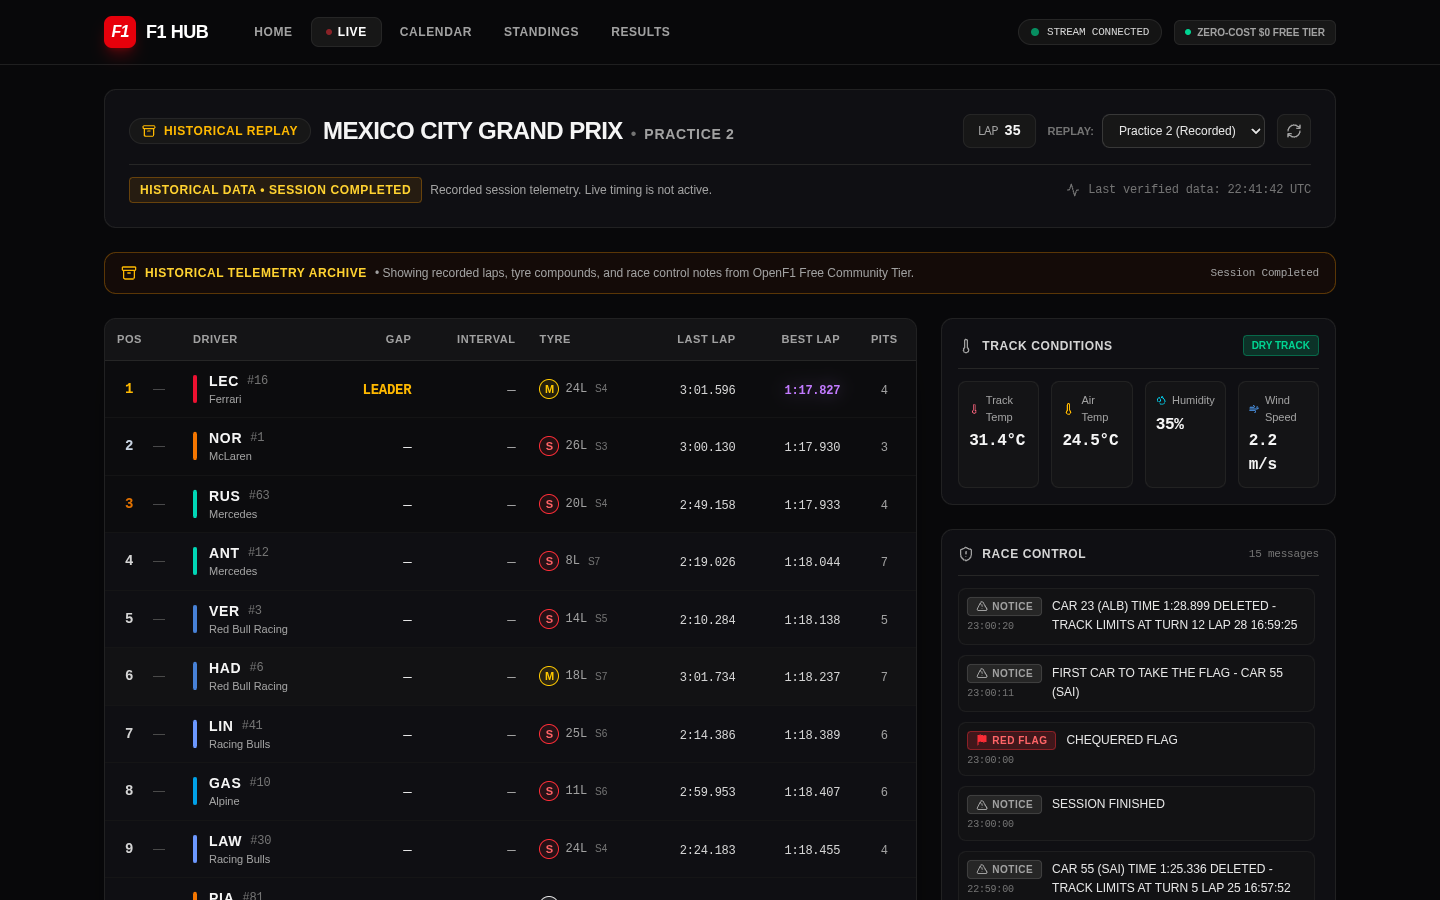 F1 F1 HUB HOME LIVE CALENDAR STANDINGS RESULTS STREAM CONNECTED ZERO-COST $0 FREE TIER
HISTORICAL REPLAY MEXICO CITY GRAND PRIX • PRACTICE 2 LAP 35 REPLAY: Practice 2 (Recorded)
HISTORICAL DATA • SESSION COMPLETED Recorded session telemetry. Live timing is not active. Last verified data: 22:41:42 UTC
HISTORICAL TELEMETRY ARCHIVE • Showing recorded laps, tyre compounds, and race control notes from OpenF1 Free Community Tier. Session Completed
POS DRIVER GAP INTERVAL TYRE LAST LAP BEST LAP PITS
1 — LEC #16 LEADER — M 24L S4 3:01.596 1:17.827 4
Ferrari
2 — NOR #1 — — S 26L S3 3:00.130 1:17.930 3
McLaren
3 — RUS #63 — — S 20L S4 2:49.158 1:17.933 4
Mercedes
4 — ANT #12 — — S 8L S7 2:19.026 1:18.044 7
Mercedes
5 — VER #3 — — S 14L S5 2:10.284 1:18.138 5
Red Bull Racing
6 — HAD #6 — — M 18L S7 3:01.734 1:18.237 7
Red Bull Racing
7 — LIN #41 — — S 25L S6 2:14.386 1:18.389 6
Racing Bulls
8 — GAS #10 — — S 11L S6 2:59.953 1:18.407 6
Alpine
9 — LAW #30 — — S 24L S4 2:24.183 1:18.455 4
Racing Bulls
PIA #81
TRACK CONDITIONS DRY TRACK
Track Temp
31.4°C
Air Temp
24.5°C
Humidity
35%
Wind Speed
2.2 m/s
RACE CONTROL 15 messages
NOTICE CAR 23 (ALB) TIME 1:28.899 DELETED -
23:00:20 TRACK LIMITS AT TURN 12 LAP 28 16:59:25
NOTICE FIRST CAR TO TAKE THE FLAG - CAR 55
23:00:11 (SAI)
RED FLAG CHEQUERED FLAG
23:00:00
NOTICE SESSION FINISHED
23:00:00
NOTICE CAR 55 (SAI) TIME 1:25.336 DELETED -
22:59:00 TRACK LIMITS AT TURN 5 LAP 25 16:57:52